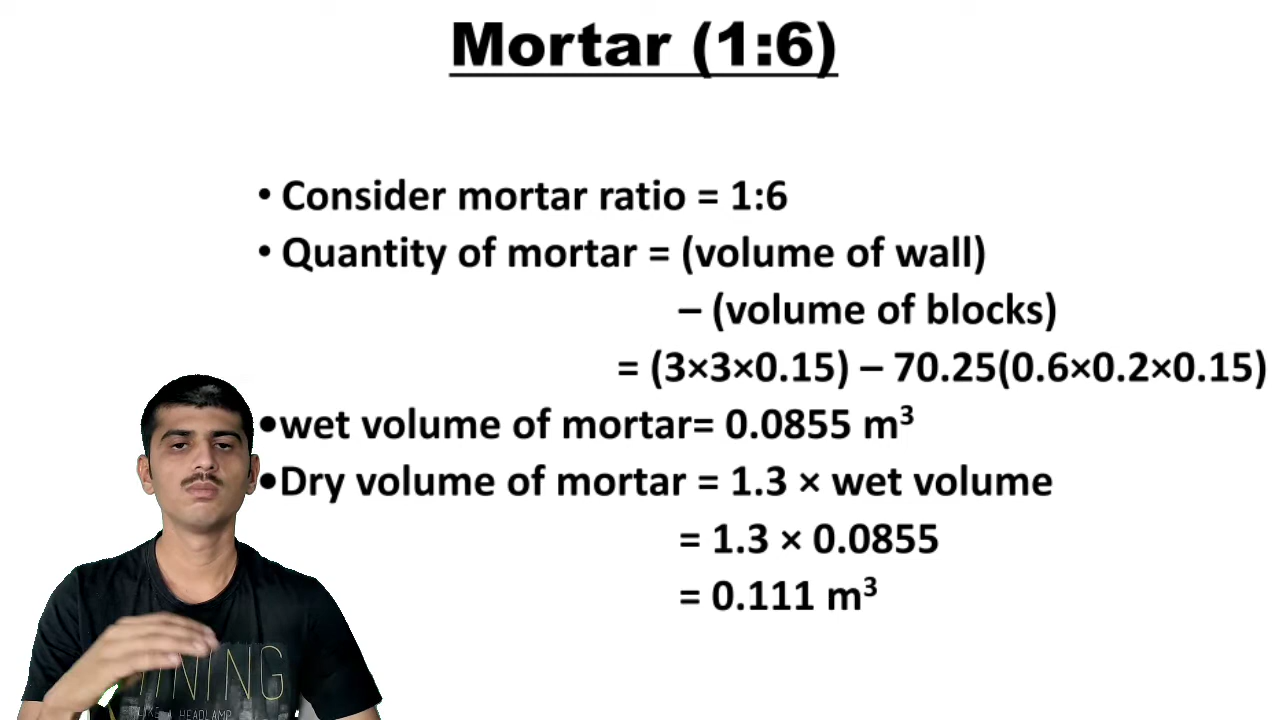 Mortar (1:6)
• Consider mortar ratio = 1:6
• Quantity of mortar = (volume of wall)
– (volume of blocks)
= (3×3×0.15) – 70.25(0.6×0.2×0.15)
•wet volume of mortar= 0.0855 m³
•Dry volume of mortar = 1.3 × wet volume
= 1.3 × 0.0855
= 0.111 m³